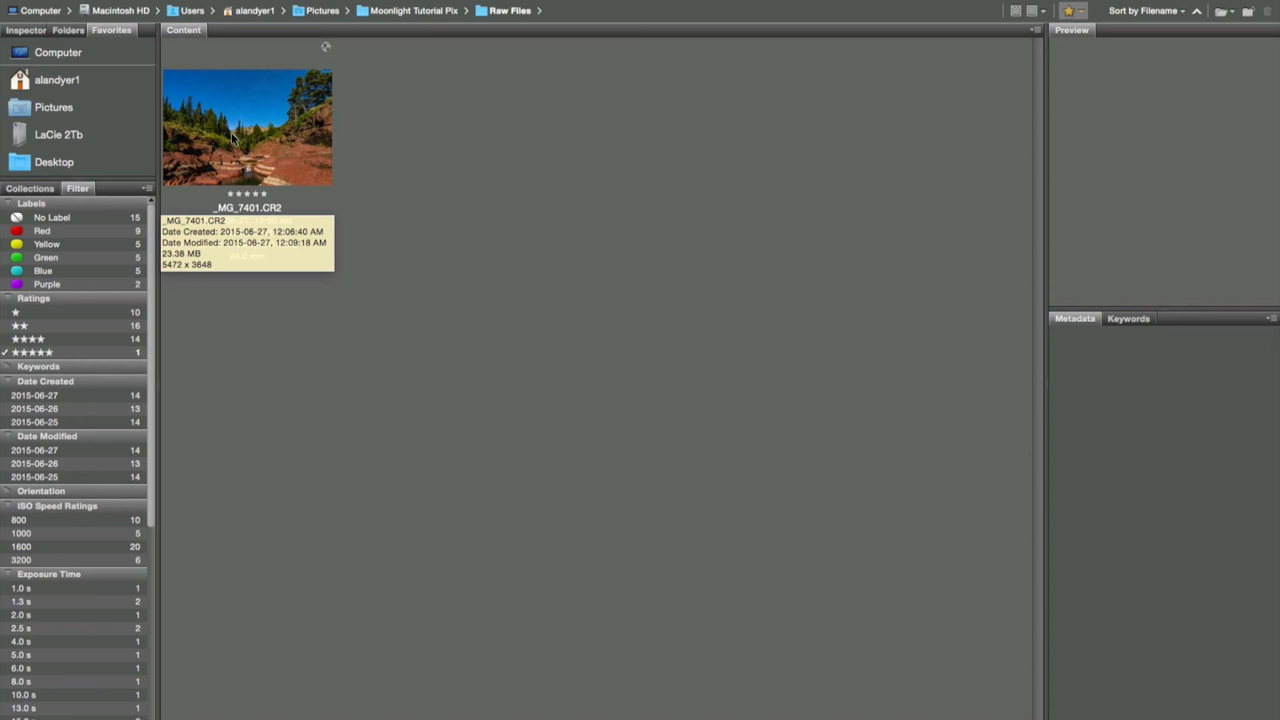 Computer Macintosh HD Users alandyer1 Pictures Moonlight Tutorial Pix Raw Files Sort by Filename
Inspector Folders Favorites Content Preview
Computer
alandyer1
Pictures
LaCie 2Tb
Desktop
Collections Filter
Labels
No Label 15
Red 9
Yellow 5
Green 5
Blue 5
Purple 2
Ratings
★ 10
★★ 16
★★★★ 14
★★★★★ 1
Keywords
Date Created
2015-06-27 14
2015-06-26 13
2015-06-25 14
Date Modified
2015-06-27 14
2015-06-26 13
2015-06-25 14
Orientation
ISO Speed Ratings
800 10
1000 5
1600 20
3200 6
Exposure Time
1.0 s 1
1.3 s 2
2.0 s 1
2.5 s 2
4.0 s 1
5.0 s 1
6.0 s 1
8.0 s 1
10.0 s 1
13.0 s 1
_MG_7401.CR2
_MG_7401.CR2
Date Created: 2015-06-27, 12:06:40 AM
Date Modified: 2015-06-27, 12:09:18 AM
23.38 MB
5472 x 3648
Metadata Keywords